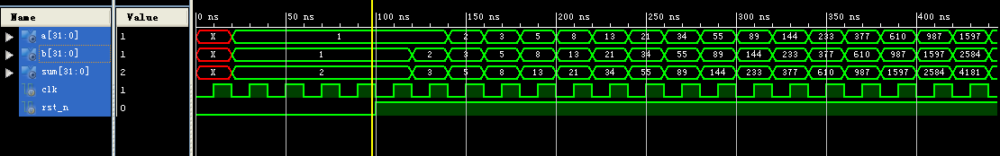 Name Value 0 ns 50 ns 100 ns 150 ns 200 ns 250 ns 300 ns 350 ns 400 ns
a[31:0] 1 X 1 2 3 5 8 13 21 34 55 89 144 233 377 610 987 1597
b[31:0] 1 X 1 2 3 5 8 13 21 34 55 89 144 233 377 610 987 1597 2584
sum[31:0] 2 X 2 3 5 8 13 21 34 55 89 144 233 377 610 987 1597 2584 4181
clk 1
rst_n 0